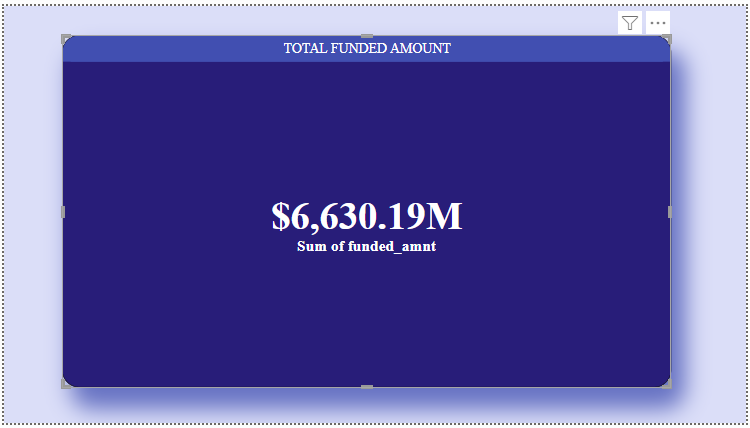 TOTAL FUNDED AMOUNT
$6,630.19M
Sum of funded_amnt